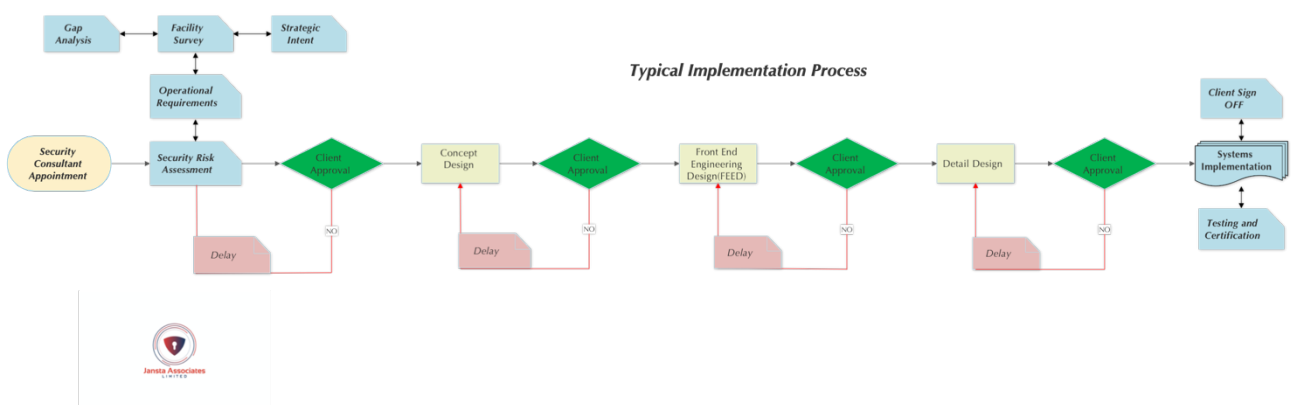 Gap
Analysis
Facility
Survey
Strategic
Intent
Typical Implementation Process
Operational
Requirements
Client Sign
OFF
Security
Consultant
Appointment
Security Risk
Assessment
Client
Approval
Concept
Design
Client
Approval
Front End
Engineering
Design(FEED)
Client
Approval
Detail Design
Client
Approval
Systems
Implementation
NO
NO
NO
NO
Testing and
Certification
Delay
Delay
Delay
Delay
Jansta Associates
LIMITED